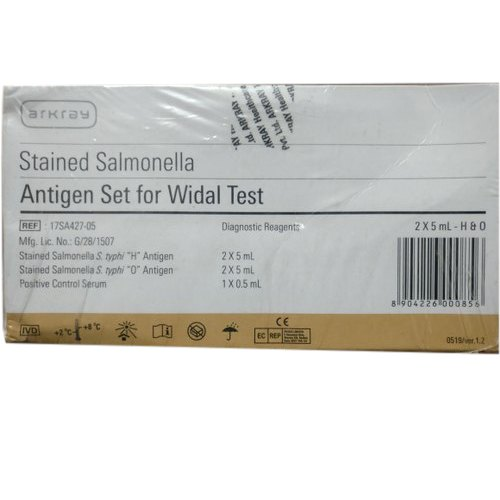 arkray
Stained Salmonella
Antigen Set for Widal Test
REF : 17SA427-05 Diagnostic Reagents 2 X 5 mL - H & O
Mfg. Lic. No.: G/28/1507
Stained Salmonella S. typhi "H" Antigen 2 X 5 mL
Stained Salmonella S. typhi "O" Antigen 2 X 5 mL
Positive Control Serum 1 X 0.5 mL
8 904226 000856
IVD +2°C +8°C CE
EC REP
0519/ver.1.2